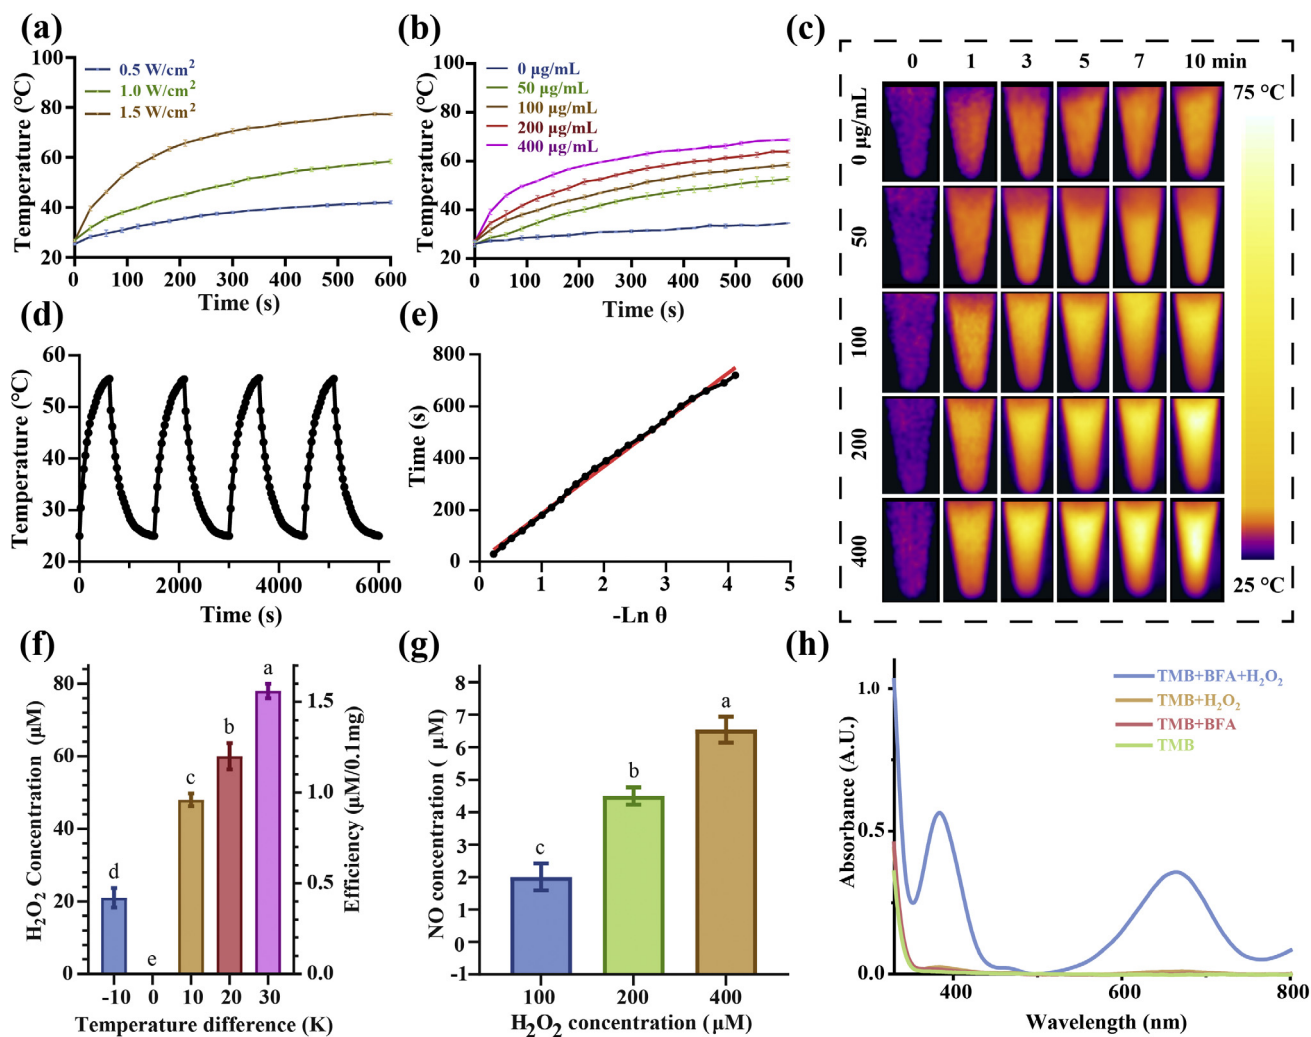 (a)
100
80
60
40
20
Temperature (°C)
0.5 W/cm²
1.0 W/cm²
1.5 W/cm²
0 100 200 300 400 500 600
Time (s)
(b)
100
80
60
40
20
Temperature (°C)
0 µg/mL
50 µg/mL
100 µg/mL
200 µg/mL
400 µg/mL
0 100 200 300 400 500 600
Time (s)
(c)
0 1 3 5 7 10 min
0 µg/mL
50
100
200
400
75 °C
25 °C
(d)
60
50
40
30
20
Temperature (°C)
0 2000 4000 6000
Time (s)
(e)
800
600
400
200
0
Time (s)
0 1 2 3 4 5
-Ln θ
(f)
80
60
40
20
0
H₂O₂ Concentration (µM)
d
e
c
b
a
1.5
1.0
0.5
0.0
Efficiency (µM/0.1mg)
-10 0 10 20 30
Temperature difference (K)
(g)
8
7
6
5
4
3
2
1
0
-1
NO concentration ( µM)
c
b
a
100 200 400
H₂O₂ concentration (µM)
(h)
1.0
0.5
0.0
Absorbance (A.U.)
TMB+BFA+H₂O₂
TMB+H₂O₂
TMB+BFA
TMB
400 600 800
Wavelength (nm)